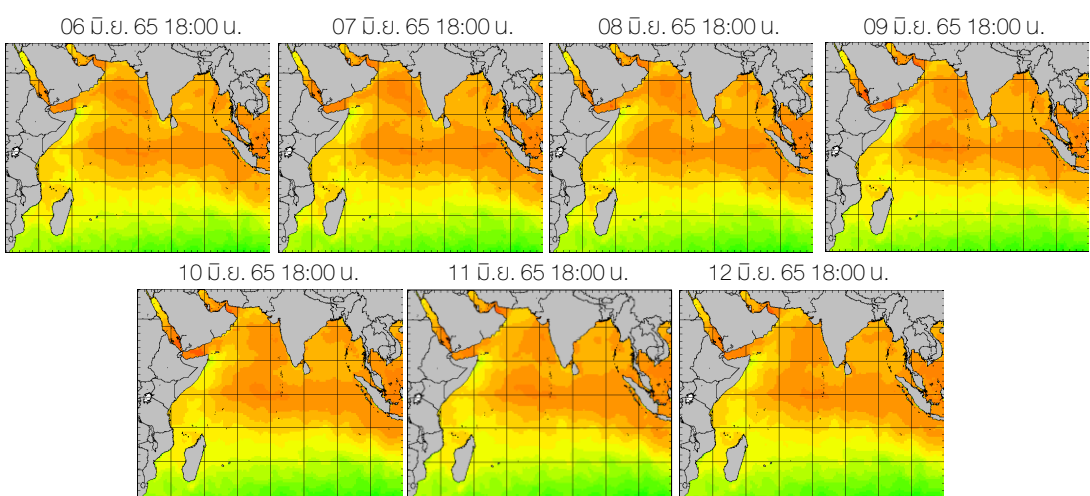 06 มิ.ย. 65 18:00 น.
07 มิ.ย. 65 18:00 น.
08 มิ.ย. 65 18:00 น.
09 มิ.ย. 65 18:00 น.
10 มิ.ย. 65 18:00 น.
11 มิ.ย. 65 18:00 น.
12 มิ.ย. 65 18:00 น.